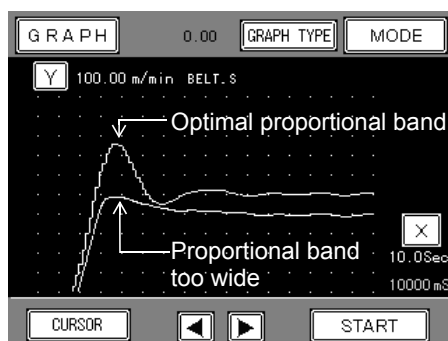 GRAPH 0.00 GRAPH TYPE MODE
Y 100.00 m/min BELT.S
Optimal proportional band
Proportional band
too wide
X
10.0Sec
10000mS
CURSOR START